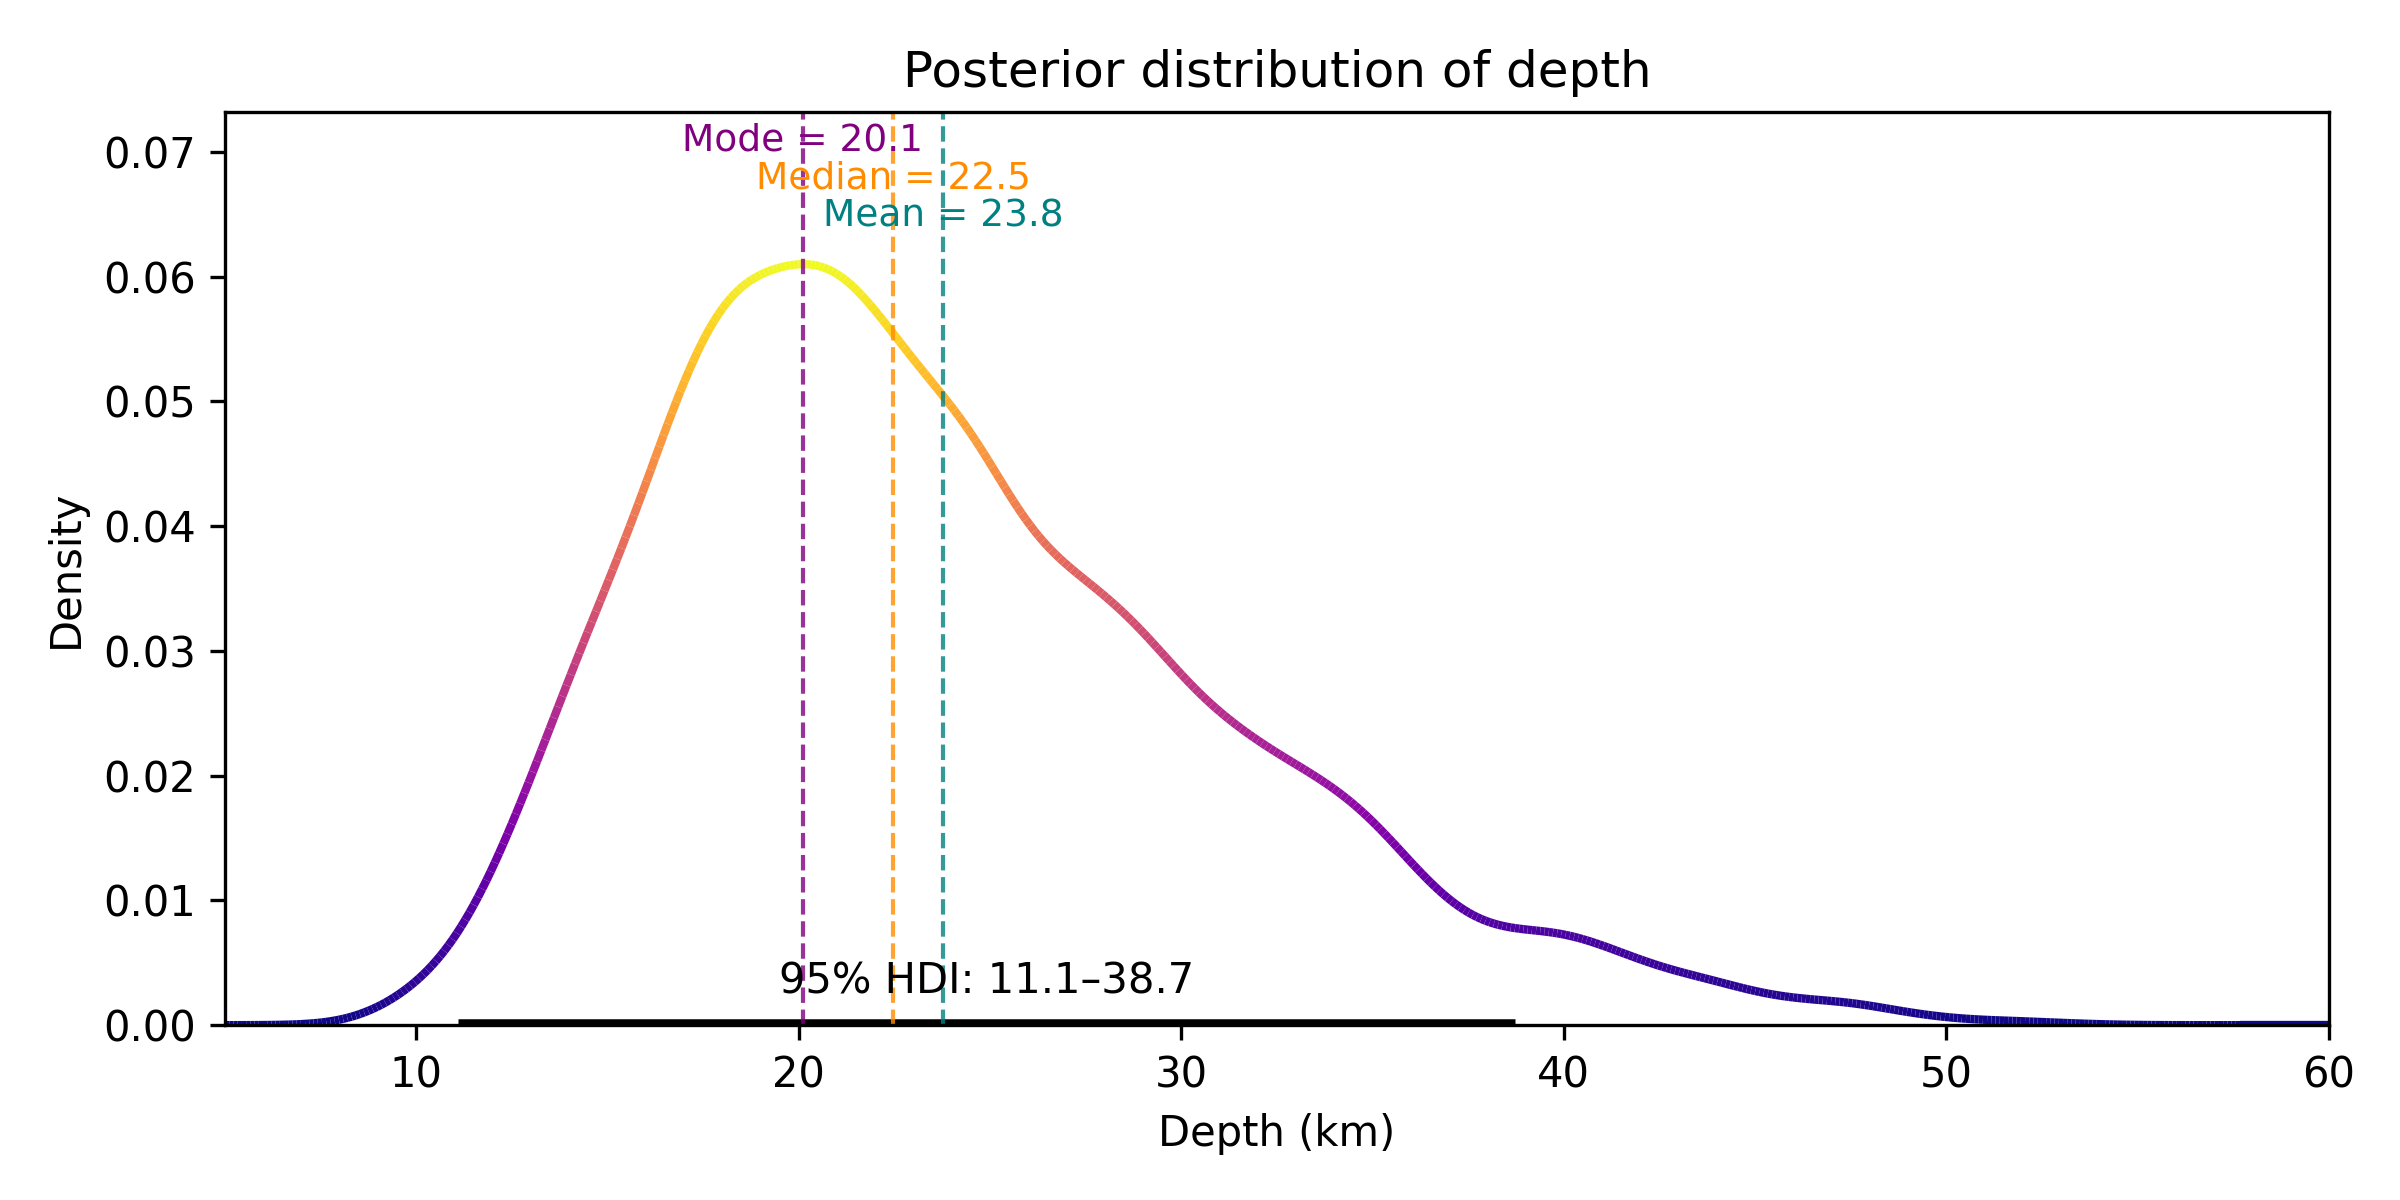 Posterior distribution of depth
Mode = 20.1
Median = 22.5
Mean = 23.8
0.07
0.06
0.05
0.04
0.03
0.02
0.01
0.00
Density
95% HDI: 11.1–38.7
10 20 30 40 50 60
Depth (km)